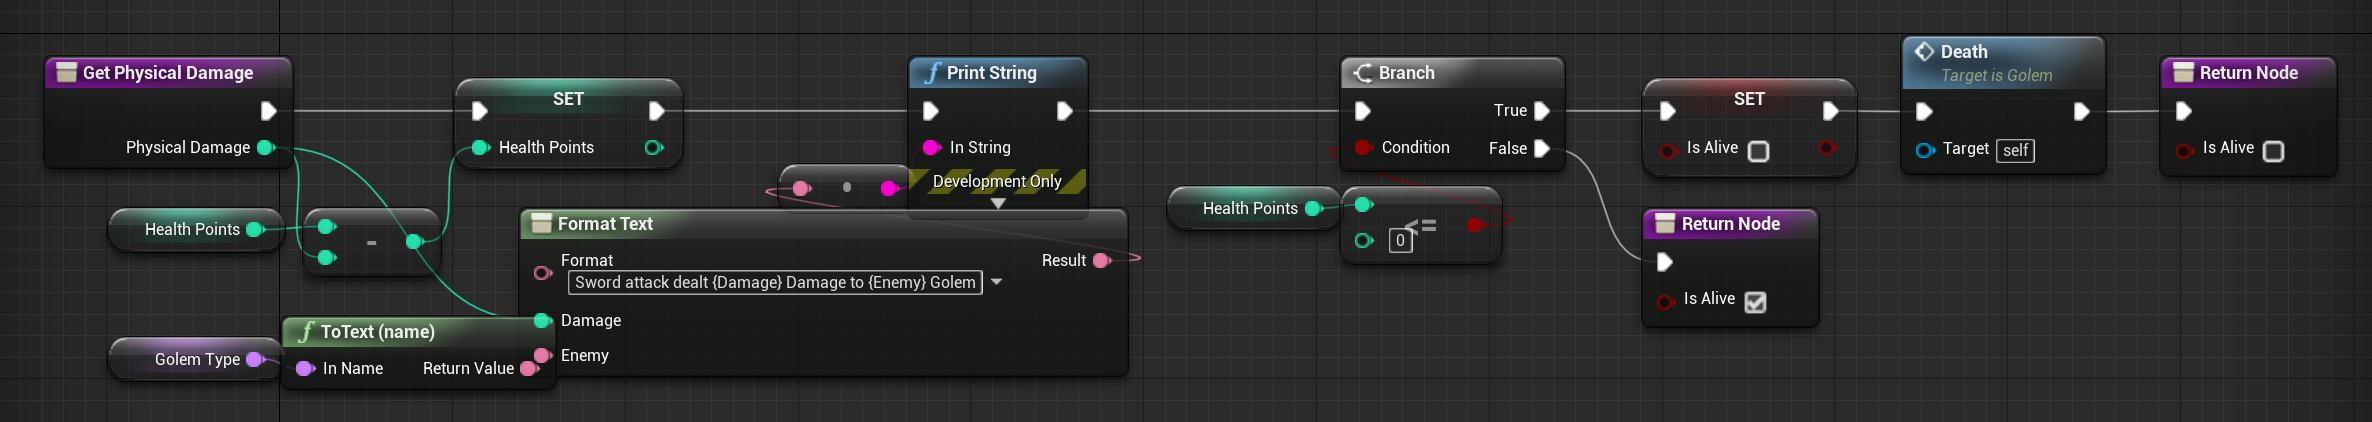 Get Physical Damage
Physical Damage
Health Points
-
Golem Type
SET
Health Points
ToText (name)
In Name Return Value
Format Text
Format
Sword attack dealt {Damage} Damage to {Enemy} Golem
Result
Damage
Enemy
Print String
In String
Development Only
Branch
True
Condition False
Health Points
<=
0
SET
Is Alive
Death
Target is Golem
Target self
Return Node
Is Alive
Return Node
Is Alive